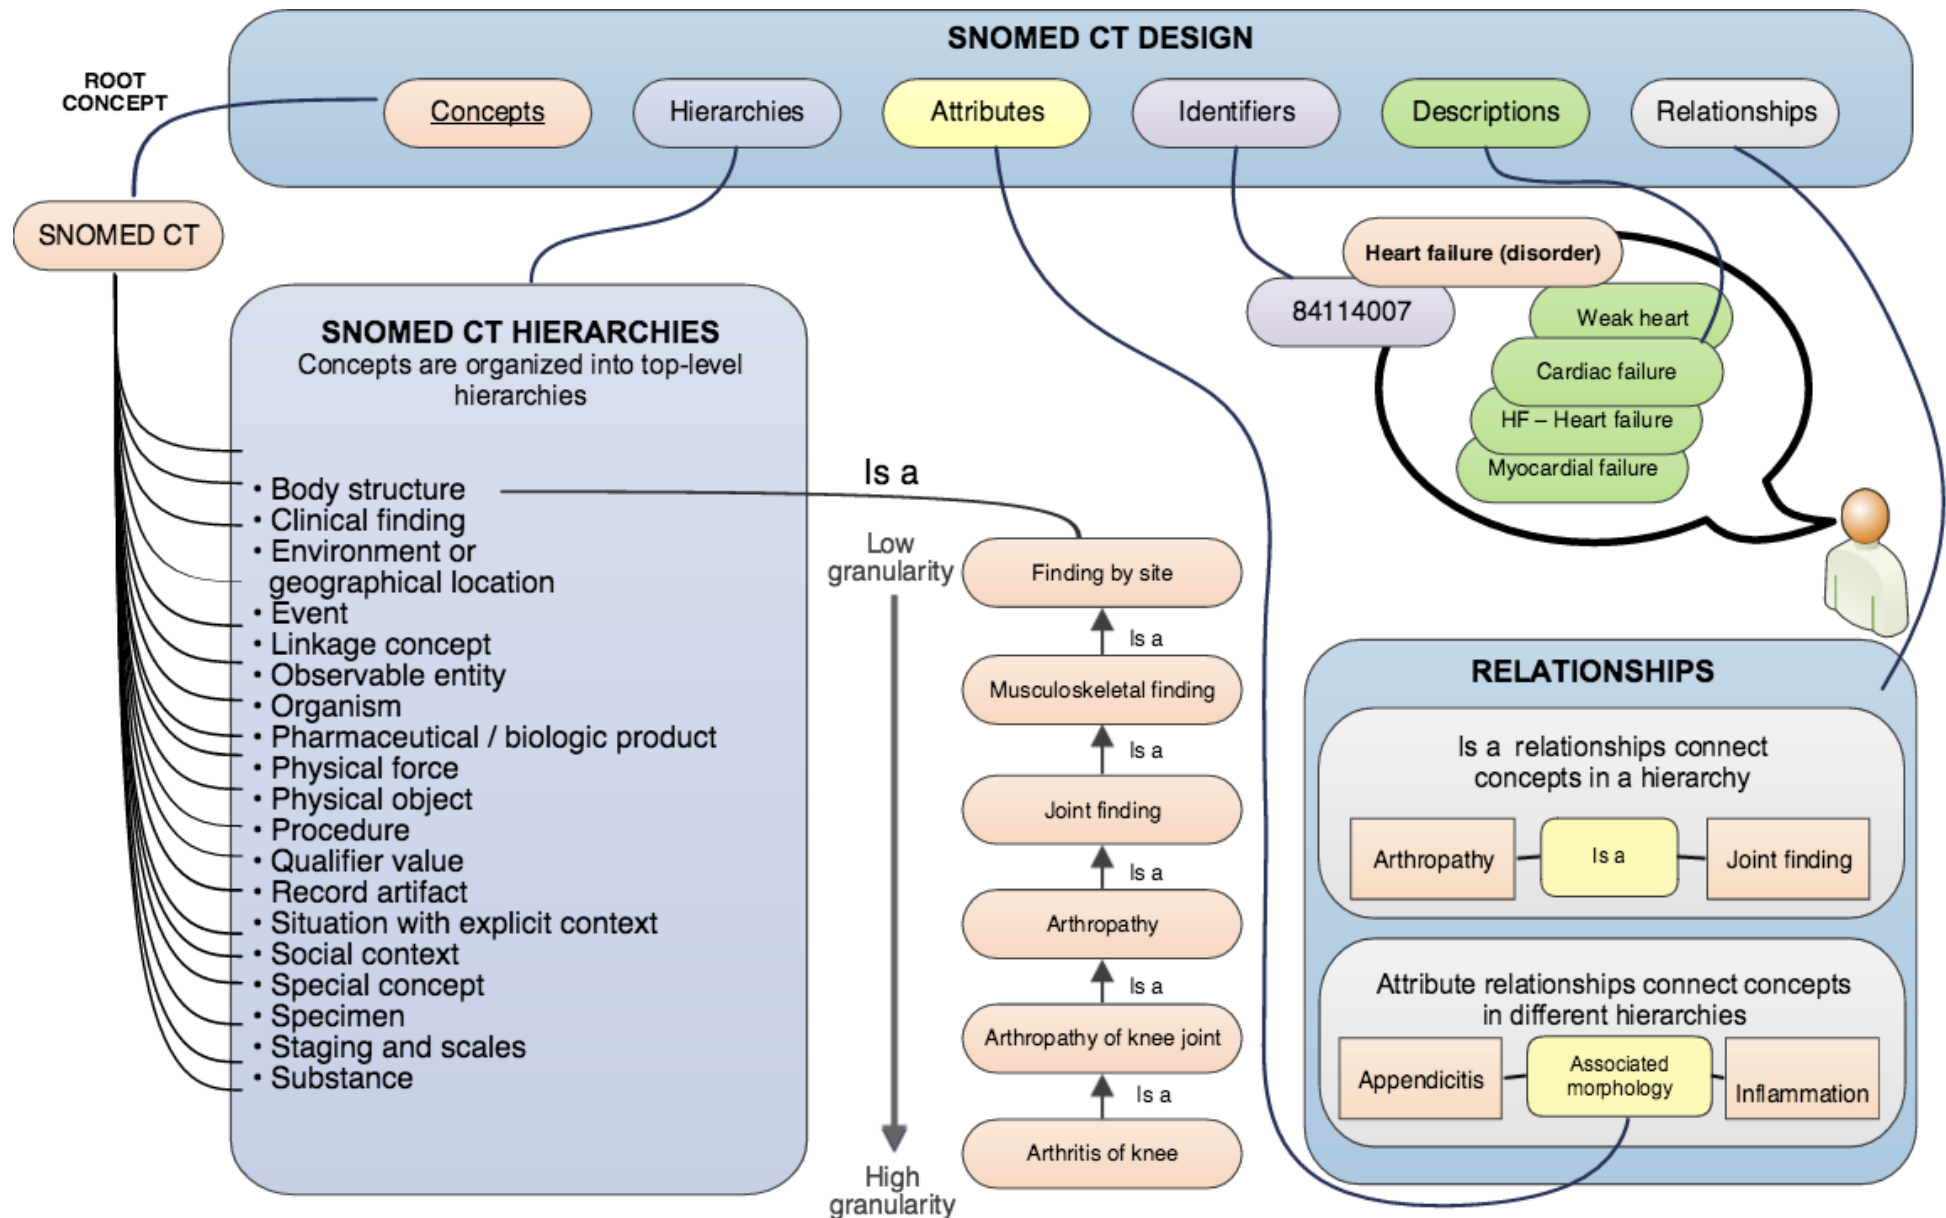 SNOMED CT DESIGN
ROOT
CONCEPT
Concepts
Hierarchies
Attributes
Identifiers
Descriptions
Relationships
SNOMED CT
SNOMED CT HIERARCHIES
Concepts are organized into top-level
hierarchies
• Body structure
• Clinical finding
• Environment or
geographical location
• Event
• Linkage concept
• Observable entity
• Organism
• Pharmaceutical / biologic product
• Physical force
• Physical object
• Procedure
• Qualifier value
• Record artifact
• Situation with explicit context
• Social context
• Special concept
• Specimen
• Staging and scales
• Substance
Is a
Low
granularity
High
granularity
Finding by site
Is a
Musculoskeletal finding
Is a
Joint finding
Is a
Arthropathy
Is a
Arthropathy of knee joint
Is a
Arthritis of knee
Heart failure (disorder)
84114007
Weak heart
Cardiac failure
HF – Heart failure
Myocardial failure
RELATIONSHIPS
Is a relationships connect
concepts in a hierarchy
Arthropathy
Is a
Joint finding
Attribute relationships connect concepts
in different hierarchies
Appendicitis
Associated
morphology
Inflammation